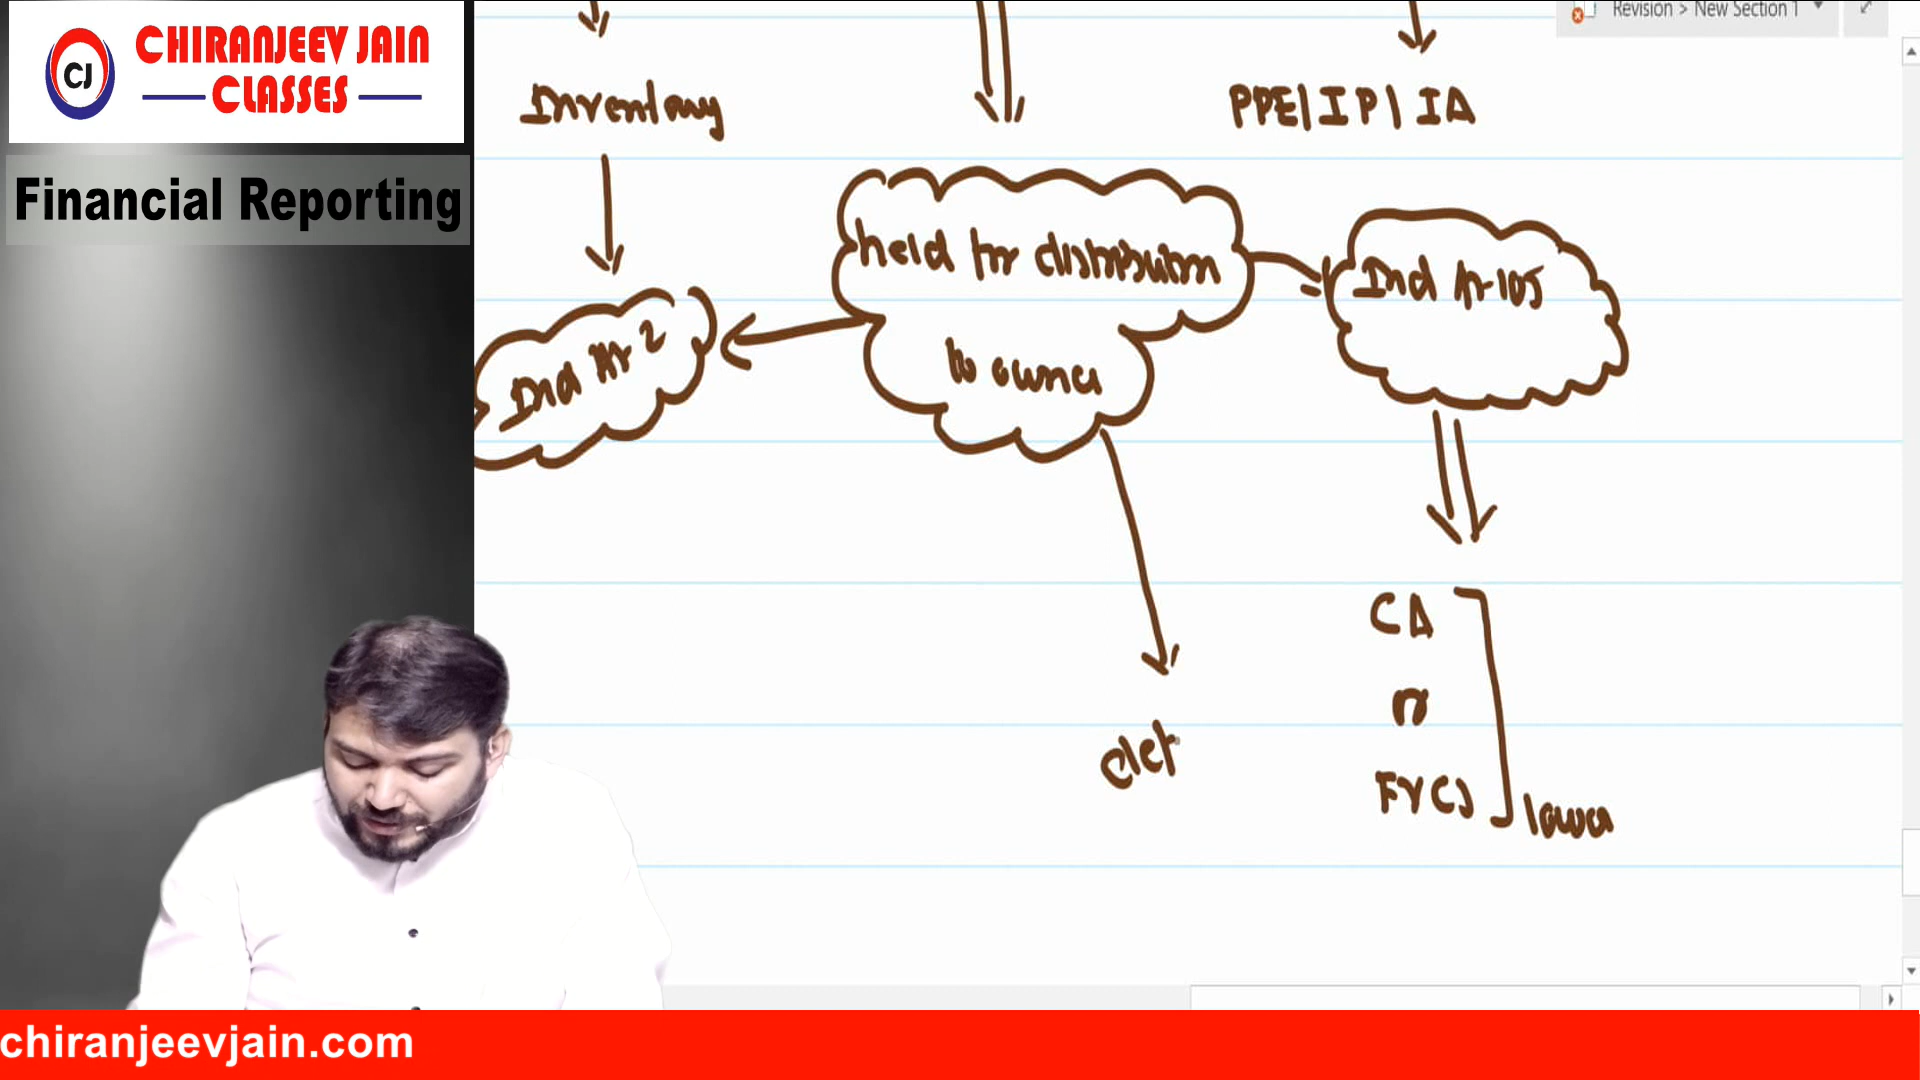 CHIRANJEEV JAIN
CLASSES
CJ
Financial Reporting
Revision > New Section 1
Inventory
PPE/IP/IA
held for distribution
to owner
Ind As 2
Ind As-105
CA
or
FVCD
lower
chiranjeevjain.com